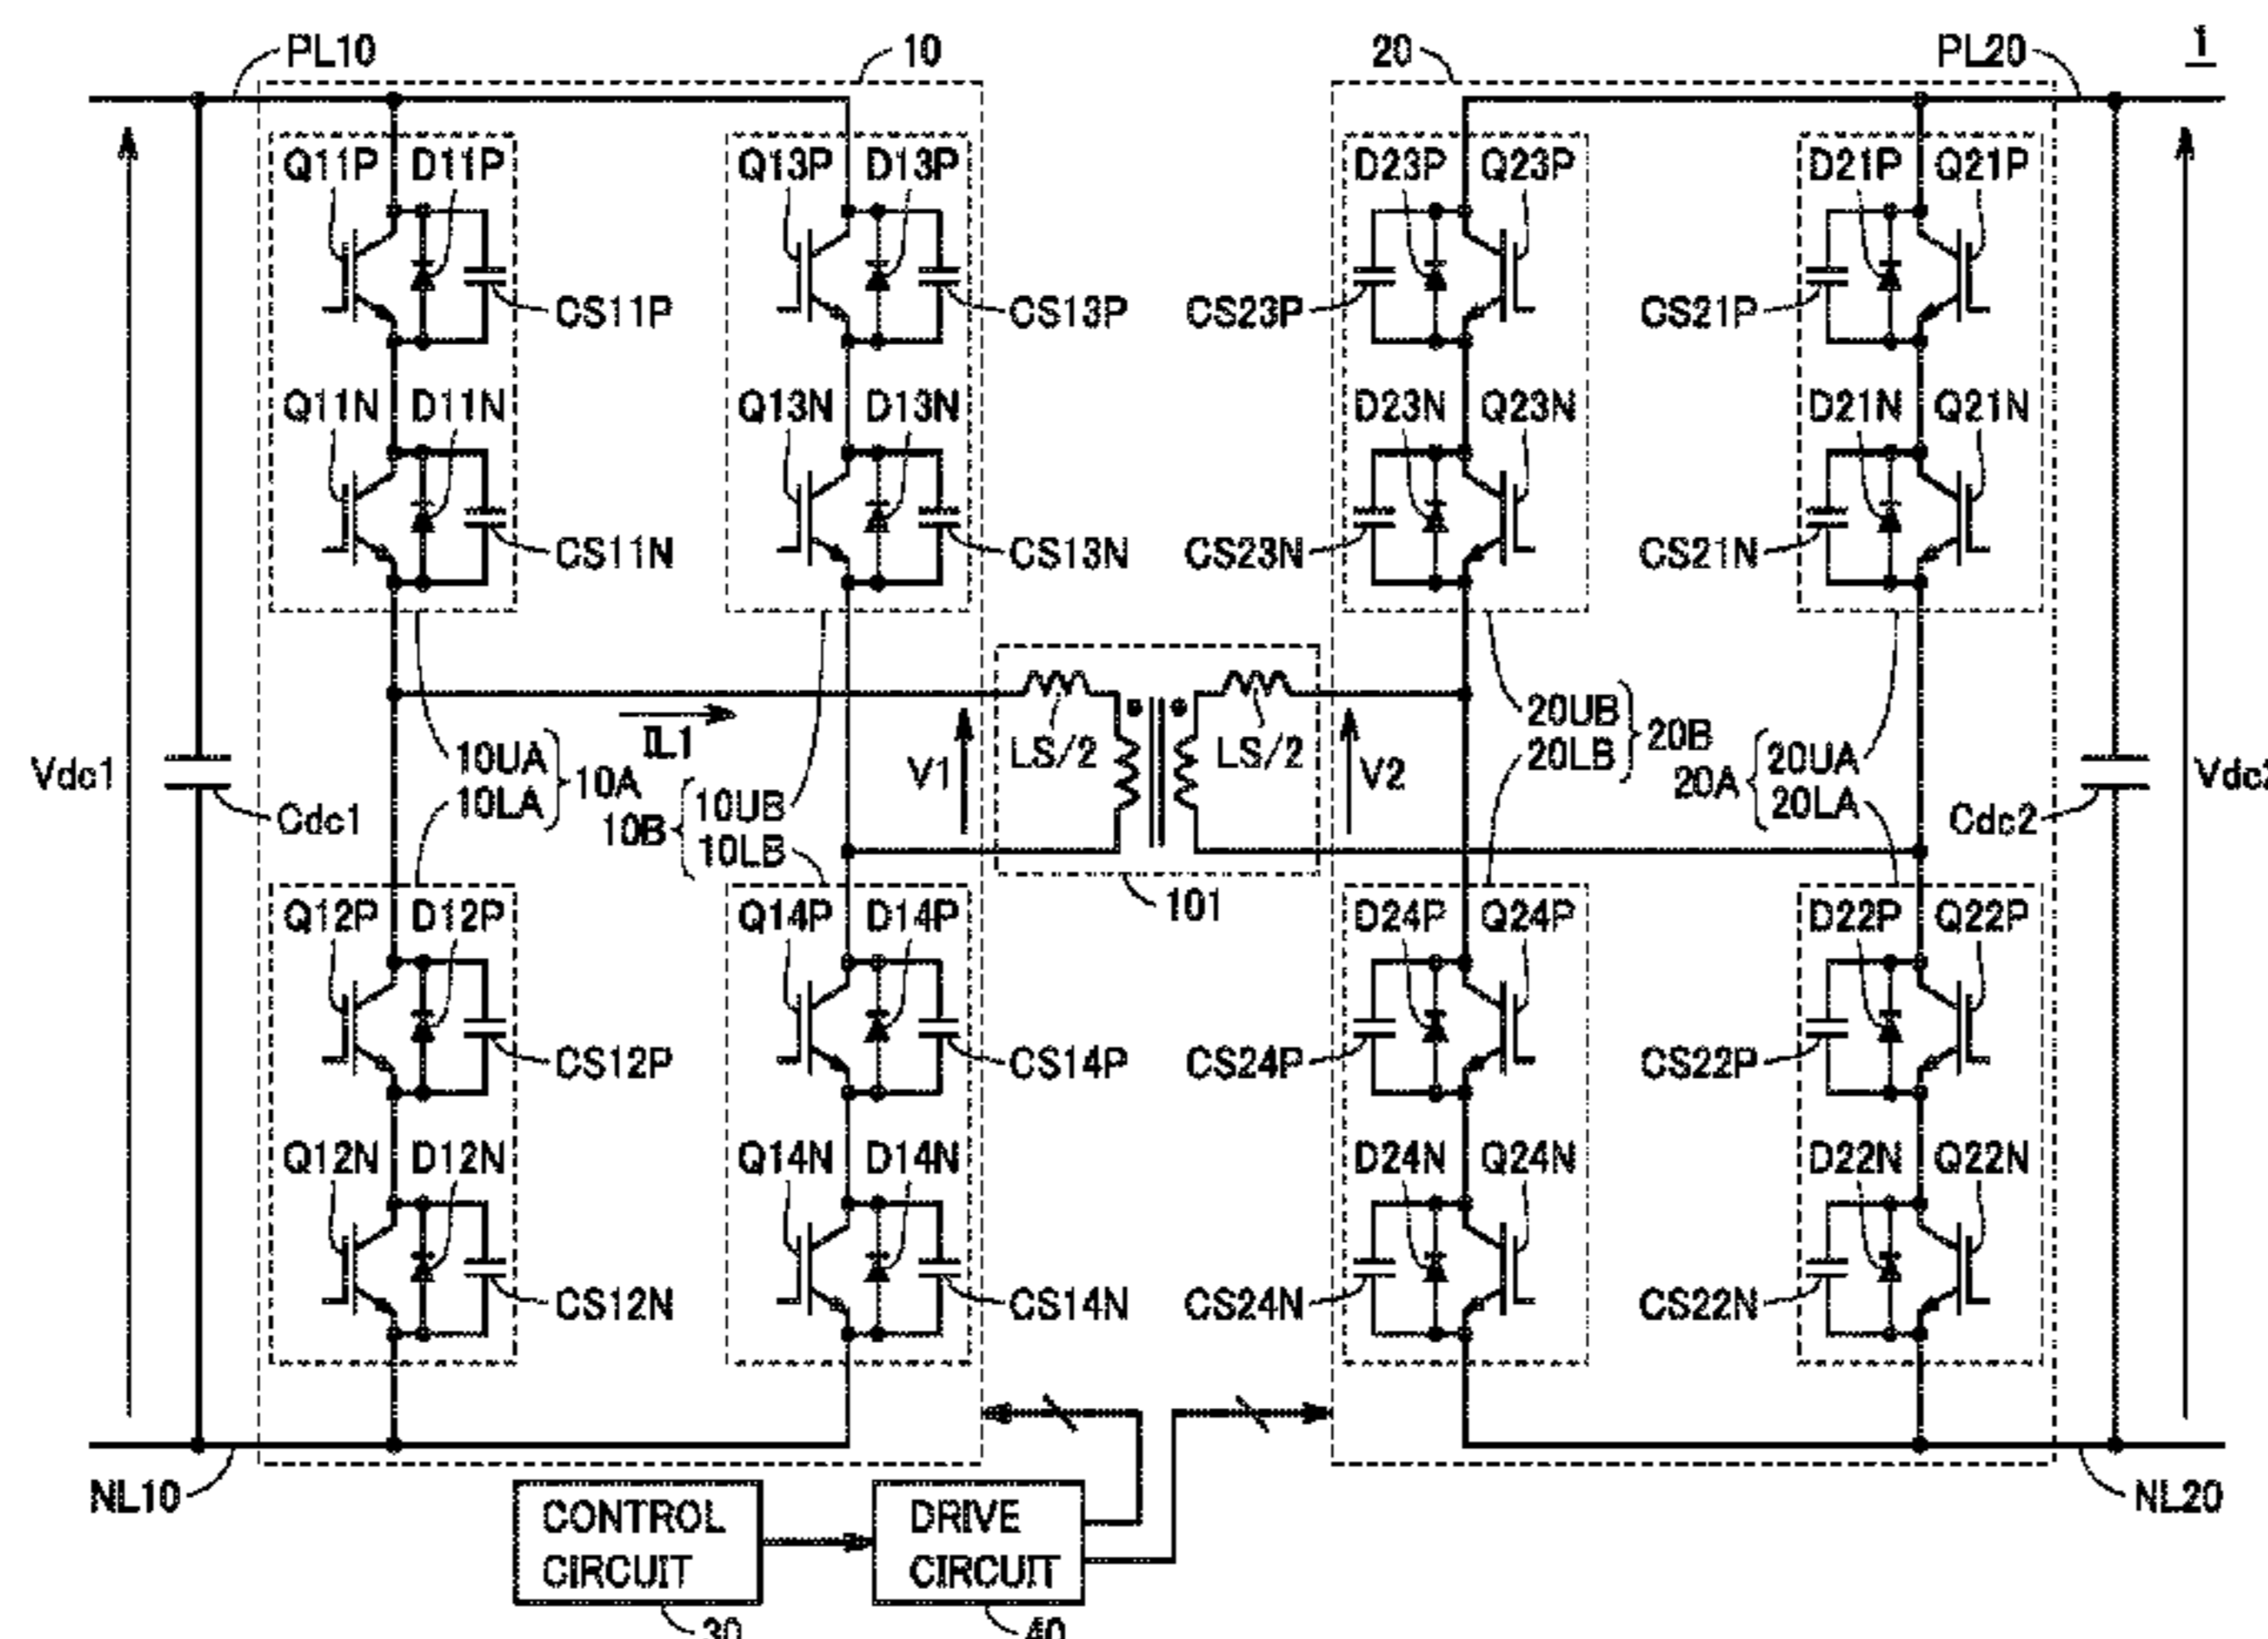 PL10 10 20 PL20 1
Q11P D11P Q13P D13P D23P Q23P D21P Q21P
CS11P CS13P CS23P CS21P
Q11N D11N Q13N D13N D23N Q23N D21N Q21N
CS11N CS13N CS23N CS21N
Vdc1 Cdc1 IL1 V1 LS/2 LS/2 V2 Cdc2
10UA 10LA 10A
10B 10UB 10LB
20UB 20LB 20B
20A 20UA 20LA
101
Q12P D12P Q14P D14P D24P Q24P D22P Q22P
CS12P CS14P CS24P CS22P
Q12N D12N Q14N D14N D24N Q24N D22N Q22N
CS12N CS14N CS24N CS22N
NL10 NL20
CONTROL
CIRCUIT
DRIVE
CIRCUIT
30 40